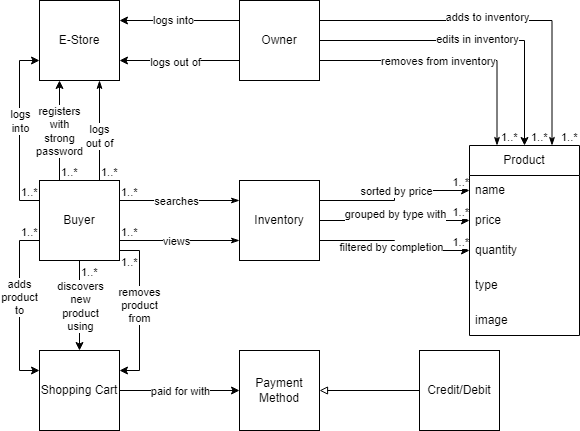 E-Store
logs into
Owner
adds to inventory
edits in inventory
logs out of
removes from inventory
logs
into
registers
with
strong
password
logs
out of
1..*
1..*
1..*
Product
1..*
1..*
1..*
1..*
Buyer
searches
Inventory
sorted by price
1..*
name
grouped by type with
1..*
price
1..*
1..*
views
filtered by completion
1..*
quantity
1..*
1..*
type
adds
product
to
discovers
new
product
using
removes
product
from
image
Shopping Cart
paid for with
Payment
Method
Credit/Debit